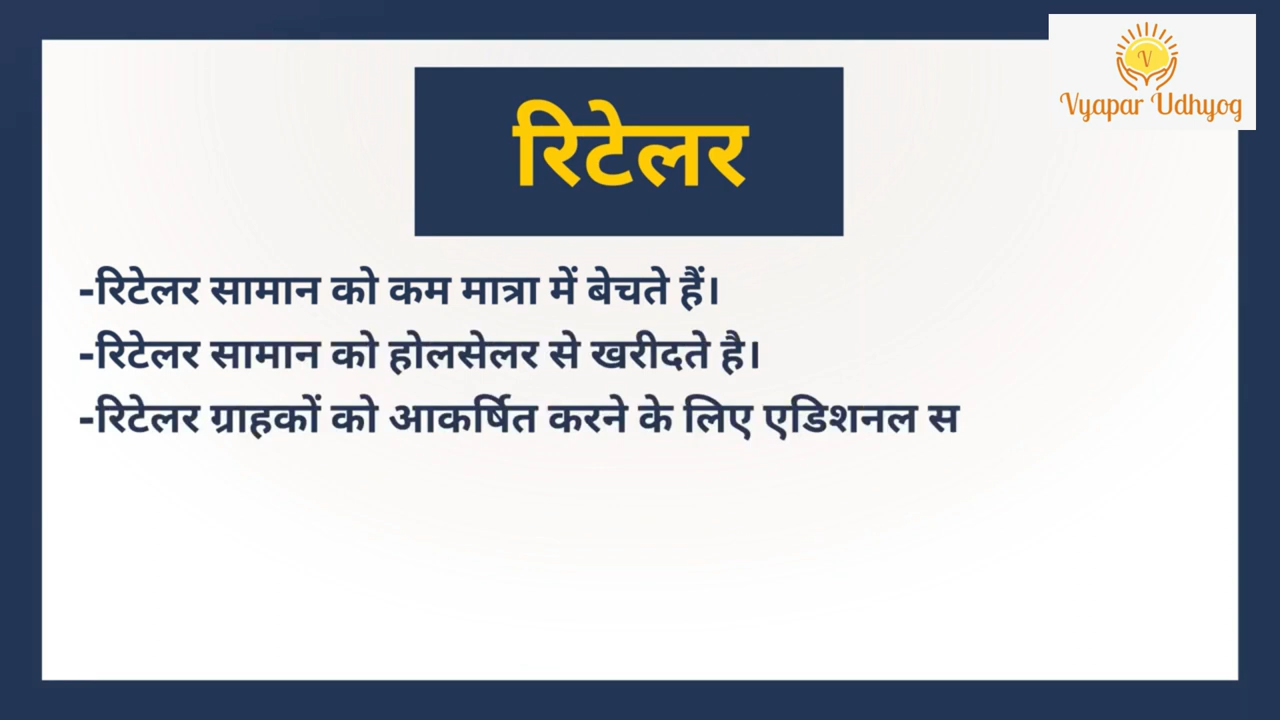 Vyapar Udhyog
रिटेलर
-रिटेलर सामान को कम मात्रा में बेचते हैं।
-रिटेलर सामान को होलसेलर से खरीदते है।
-रिटेलर ग्राहकों को आकर्षित करने के लिए एडिशनल स